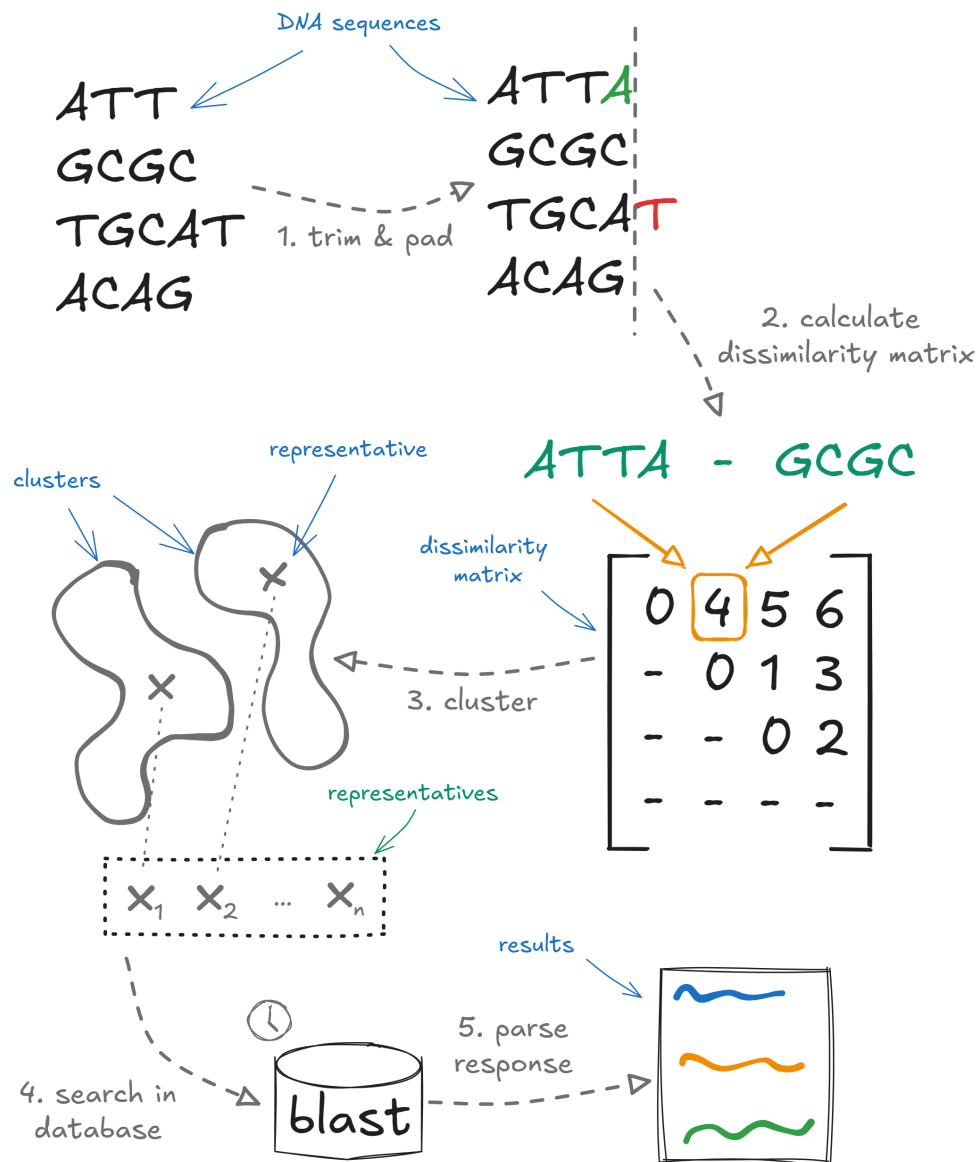 DNA sequences
ATT
GCGC
TGCAT
ACAG
1. trim & pad
ATTA
GCGC
TGCAT
ACAG
2. calculate
dissimilarity matrix
ATTA - GCGC
dissimilarity
matrix
0 4 5 6
- 0 1 3
- - 0 2
- - - -
3. cluster
clusters
representative
representatives
X1 X2 ... Xn
4. search in
database
blast
5. parse
response
results